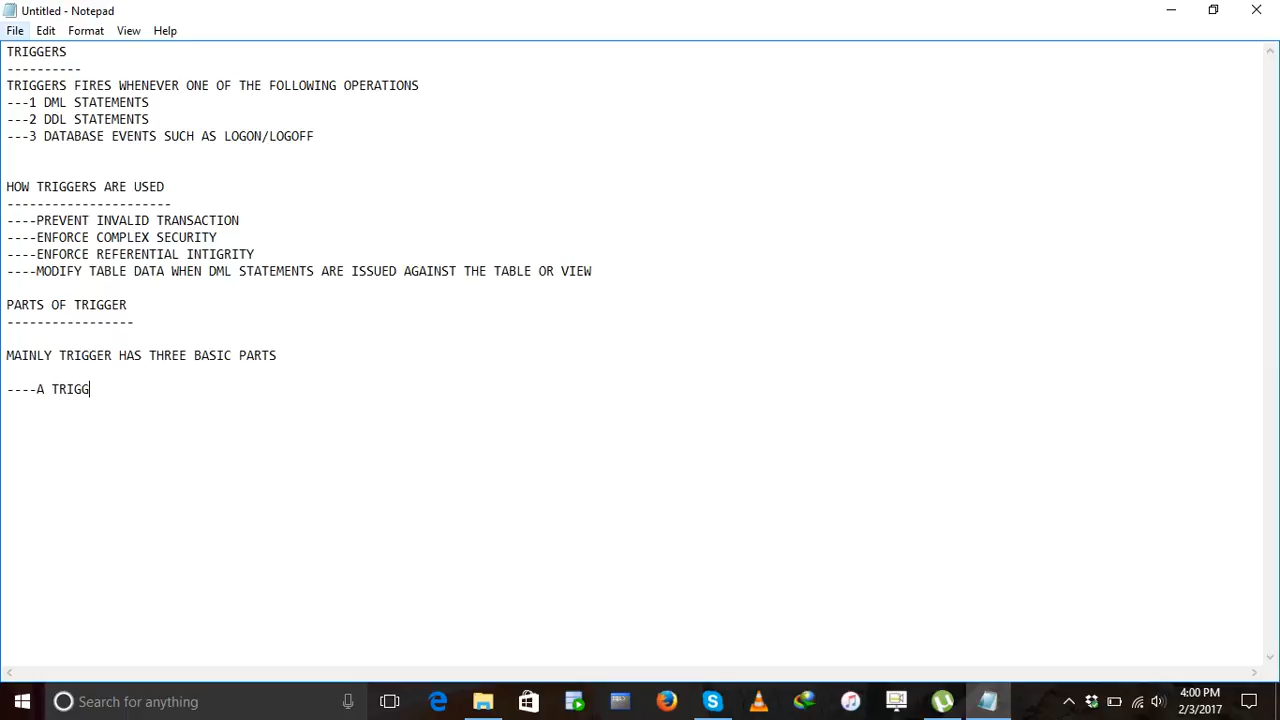 Untitled - Notepad
File Edit Format View Help
TRIGGERS
----------
TRIGGERS FIRES WHENEVER ONE OF THE FOLLOWING OPERATIONS
---1 DML STATEMENTS
---2 DDL STATEMENTS
---3 DATABASE EVENTS SUCH AS LOGON/LOGOFF
HOW TRIGGERS ARE USED
----------------------
----PREVENT INVALID TRANSACTION
----ENFORCE COMPLEX SECURITY
----ENFORCE REFERENTIAL INTIGRITY
----MODIFY TABLE DATA WHEN DML STATEMENTS ARE ISSUED AGAINST THE TABLE OR VIEW
PARTS OF TRIGGER
-----------------
MAINLY TRIGGER HAS THREE BASIC PARTS
----A TRIGG
Search for anything
4:00 PM
2/3/2017